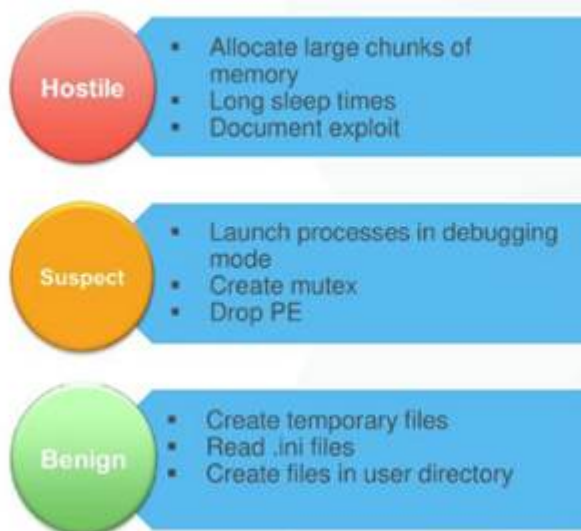 Hostile
▪ Allocate large chunks of
memory
▪ Long sleep times
▪ Document exploit
Suspect
▪ Launch processes in debugging
mode
▪ Create mutex
▪ Drop PE
Benign
▪ Create temporary files
▪ Read .ini files
▪ Create files in user directory